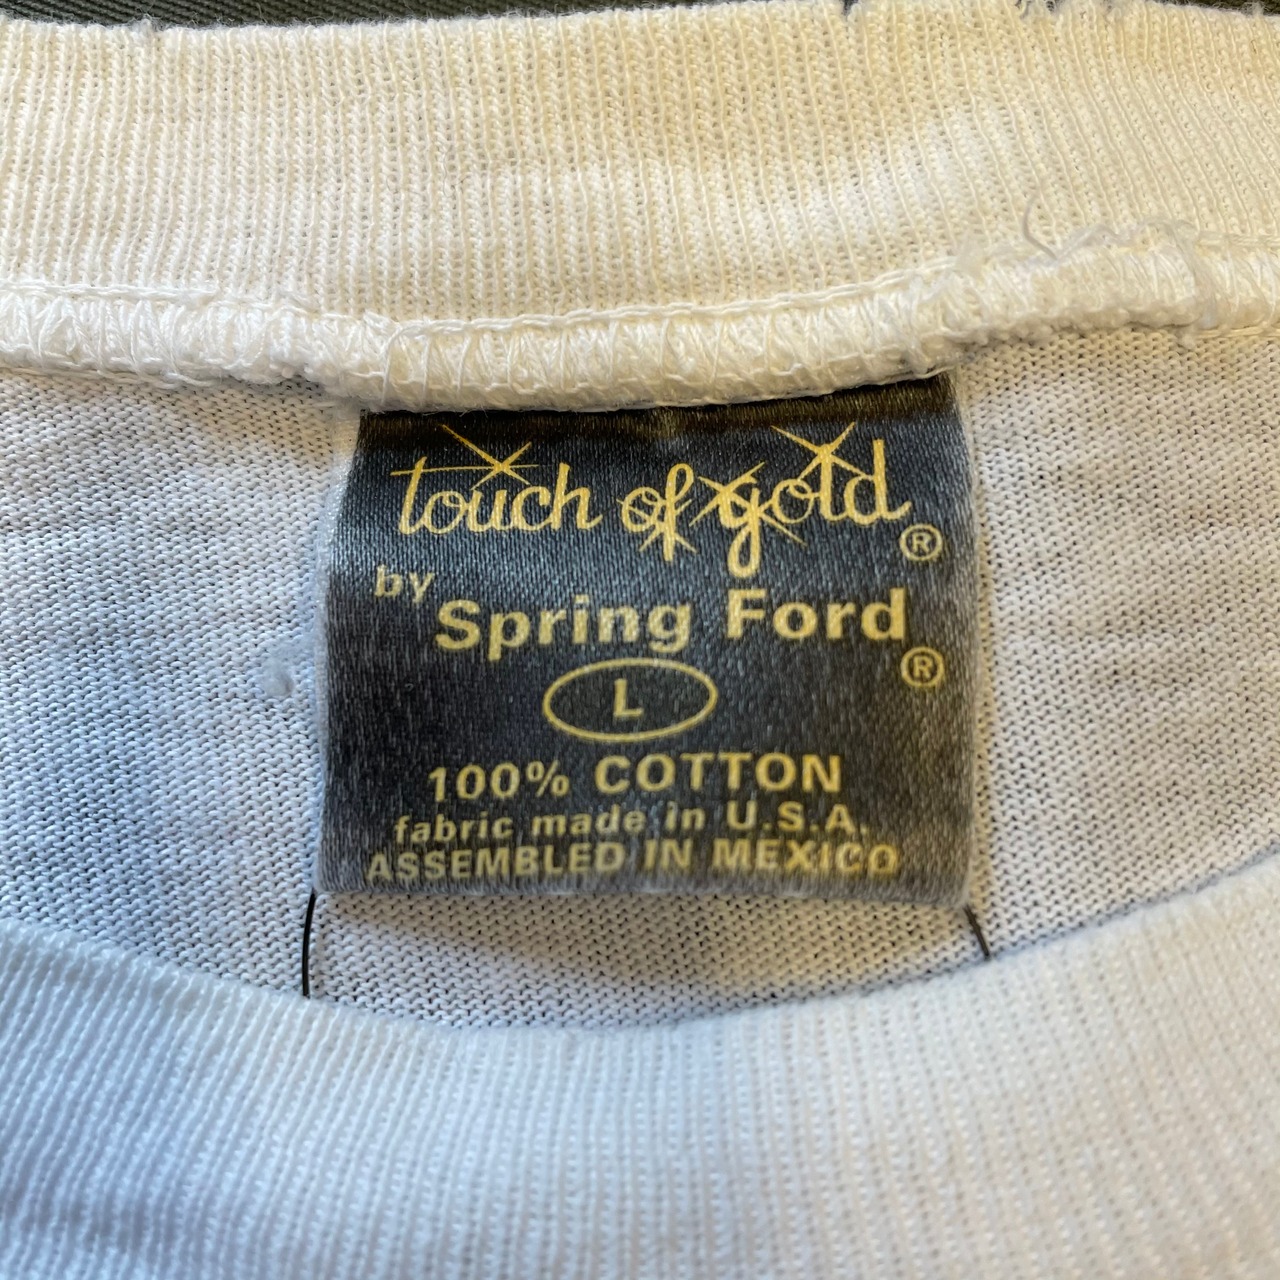 touch of gold®
by
Spring Ford®
L
100% COTTON
fabric made in U.S.A.
ASSEMBLED IN MEXICO